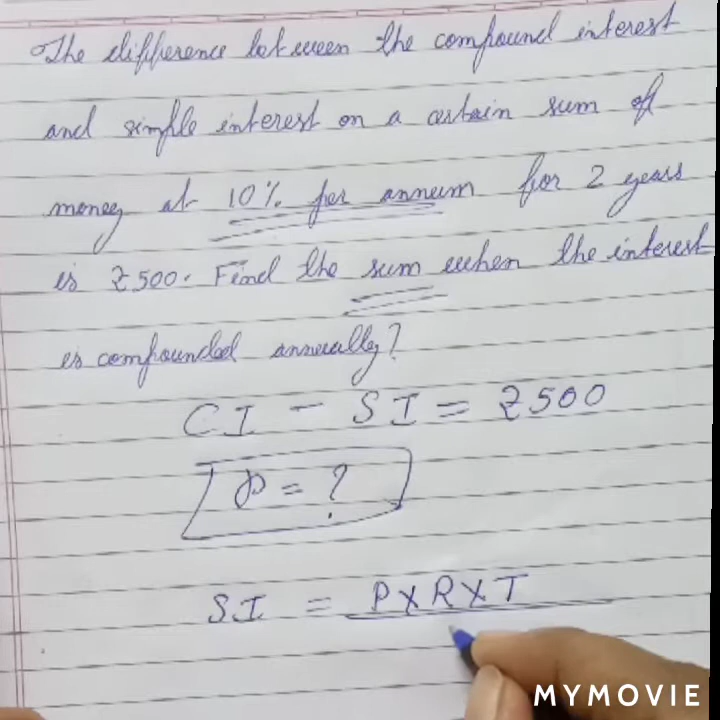 The difference between the compound interest
and simple interest on a certain sum of
money at 10% per annum for 2 years
is ₹500. Find the sum when the interest
is compounded annually?
CI - SI = ₹500
P = ?
SI = PXRXT
MYMOVIE